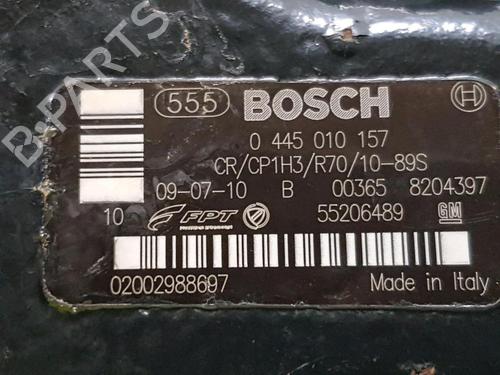 B-PARTS
555 BOSCH
0 445 010 157
CR/CP1H3/R70/10-89S
09-07-10 B 00365 8204397
10 FPT 55206489 GM
02002988697 Made in Italy